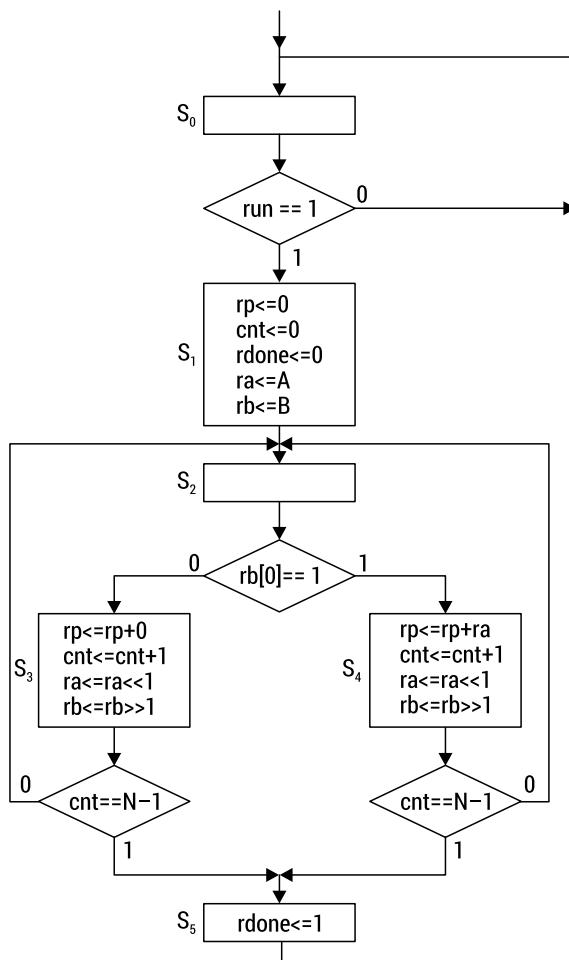 S₀
run == 1
0
1
S₁
rp<=0
cnt<=0
rdone<=0
ra<=A
rb<=B
S₂
0
rb[0]== 1
1
S₃
rp<=rp+0
cnt<=cnt+1
ra<=ra<<1
rb<=rb>>1
S₄
rp<=rp+ra
cnt<=cnt+1
ra<=ra<<1
rb<=rb>>1
0
cnt==N−1
1
cnt==N−1
0
1
S₅
rdone<=1